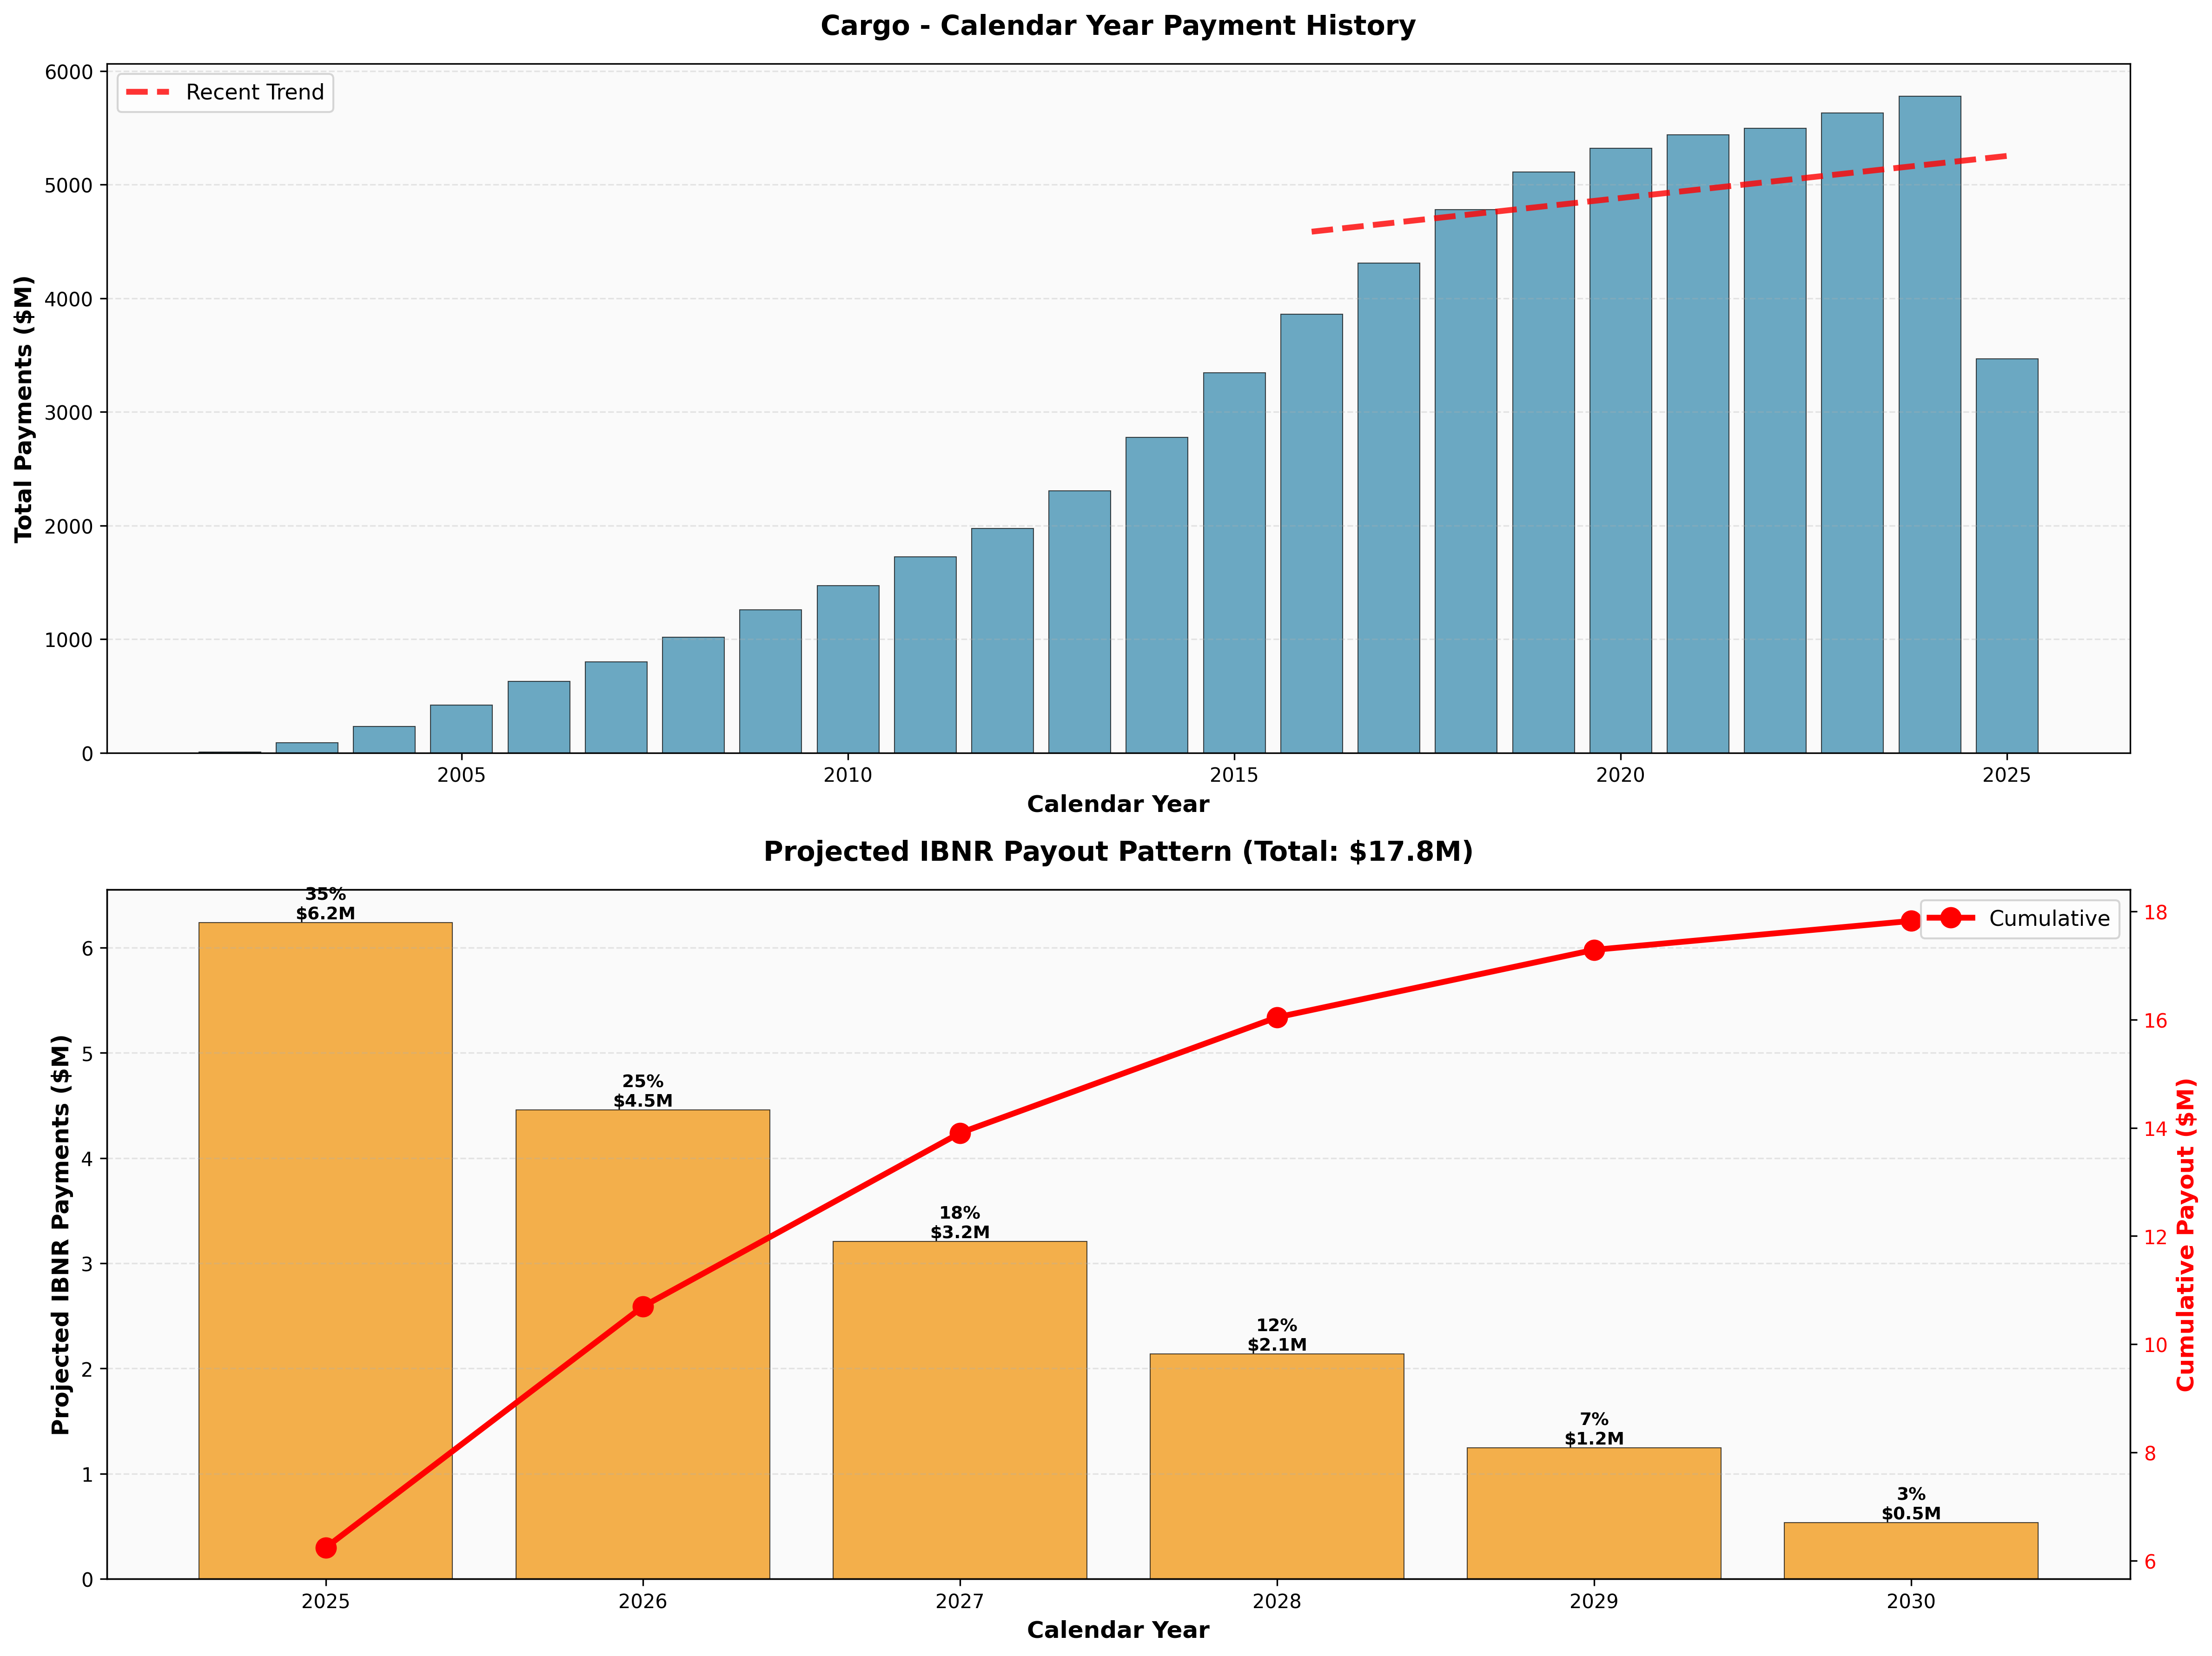 Cargo - Calendar Year Payment History
Recent Trend
Total Payments ($M)
6000
5000
4000
3000
2000
1000
0
2005 2010 2015 2020 2025
Calendar Year
Projected IBNR Payout Pattern (Total: $17.8M)
Cumulative
Projected IBNR Payments ($M)
6
5
4
3
2
1
0
35%
$6.2M
25%
$4.5M
18%
$3.2M
12%
$2.1M
7%
$1.2M
3%
$0.5M
18
16
14
12
10
8
6
Cumulative Payout ($M)
2025 2026 2027 2028 2029 2030
Calendar Year